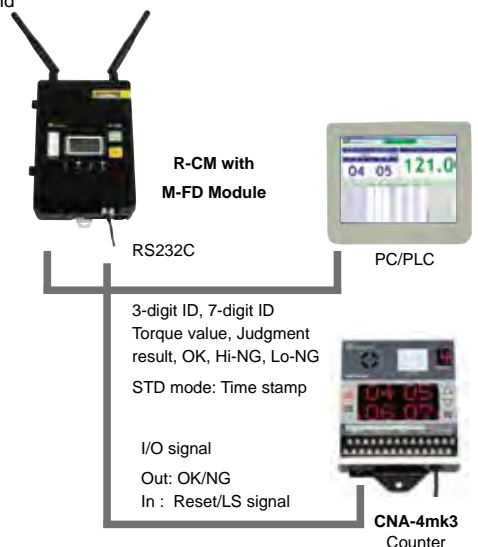 R-CM with
M-FD Module
RS232C
04 05 121.0
PC/PLC
3-digit ID, 7-digit ID
Torque value, Judgment
result, OK, Hi-NG, Lo-NG
STD mode: Time stamp
04 05
06 07
I/O signal
Out: OK/NG
In : Reset/LS signal
CNA-4mk3
Counter